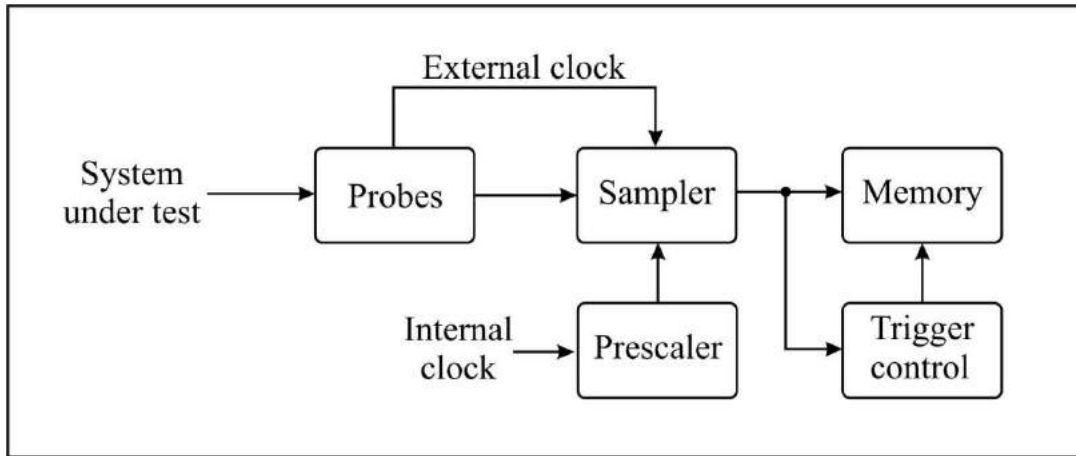 External clock
System
under test
Probes
Sampler
Memory
Internal
clock
Prescaler
Trigger
control